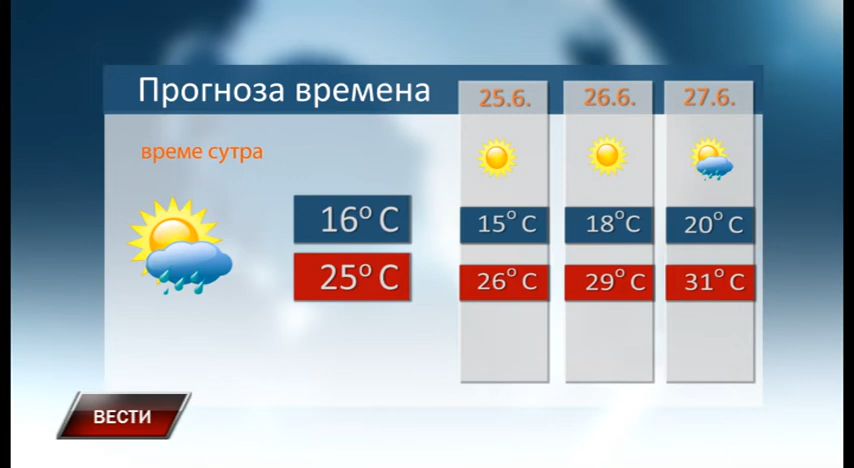 Прогноза времена
време сутра
16° C
25° C
25.6.
15° C
26° C
26.6.
18°C
29° C
27.6.
20° C
31° C
ВЕСТИ